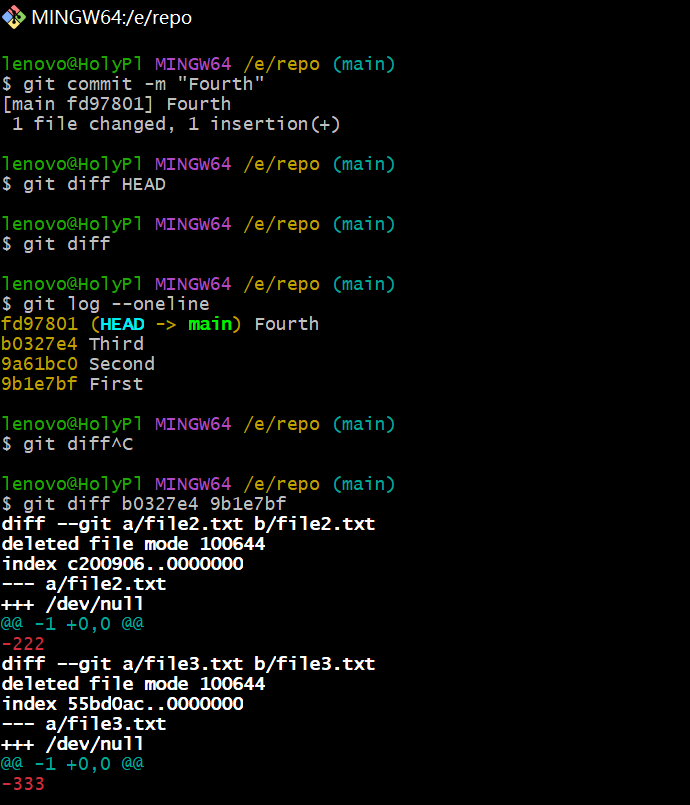 MINGW64:/e/repo
lenovo@HolyPl MINGW64 /e/repo (main)
$ git commit -m "Fourth"
[main fd97801] Fourth
 1 file changed, 1 insertion(+)
lenovo@HolyPl MINGW64 /e/repo (main)
$ git diff HEAD
lenovo@HolyPl MINGW64 /e/repo (main)
$ git diff
lenovo@HolyPl MINGW64 /e/repo (main)
$ git log --oneline
fd97801 (HEAD -> main) Fourth
b0327e4 Third
9a61bc0 Second
9b1e7bf First
lenovo@HolyPl MINGW64 /e/repo (main)
$ git diff^C
lenovo@HolyPl MINGW64 /e/repo (main)
$ git diff b0327e4 9b1e7bf
diff --git a/file2.txt b/file2.txt
deleted file mode 100644
index c200906..0000000
--- a/file2.txt
+++ /dev/null
@@ -1 +0,0 @@
-222
diff --git a/file3.txt b/file3.txt
deleted file mode 100644
index 55bd0ac..0000000
--- a/file3.txt
+++ /dev/null
@@ -1 +0,0 @@
-333